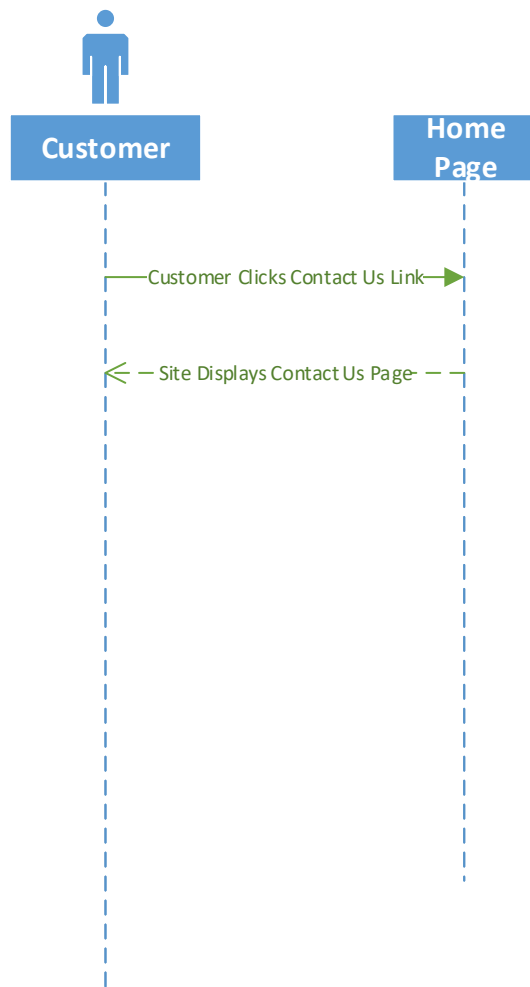 Customer
Home
Page
Customer Clicks Contact Us Link
Site Displays Contact Us Page